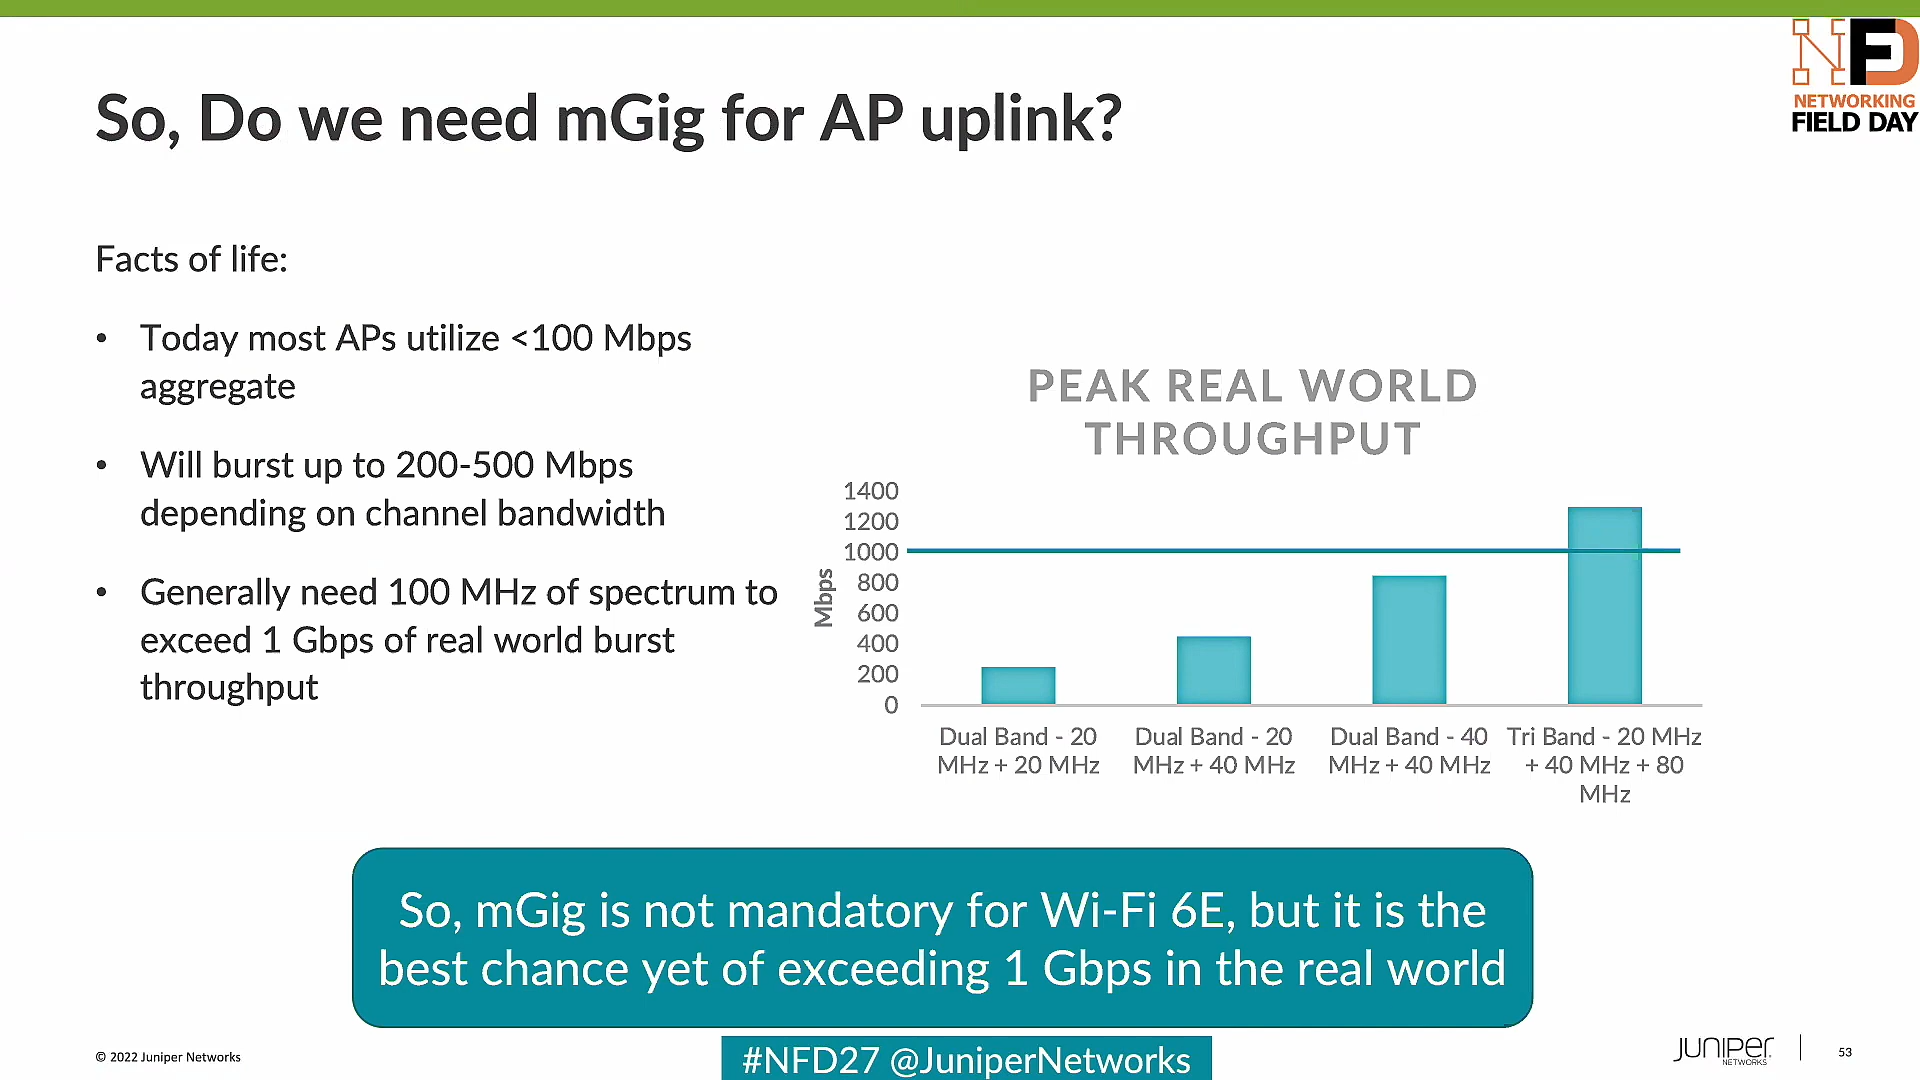 NFD
NETWORKING
FIELD DAY
So, Do we need mGig for AP uplink?
Facts of life:
• Today most APs utilize <100 Mbps
aggregate
• Will burst up to 200-500 Mbps
depending on channel bandwidth
• Generally need 100 MHz of spectrum to
exceed 1 Gbps of real world burst
throughput
PEAK REAL WORLD
THROUGHPUT
Mbps
1400
1200
1000
800
600
400
200
0
Dual Band - 20
MHz + 20 MHz
Dual Band - 20
MHz + 40 MHz
Dual Band - 40
MHz + 40 MHz
Tri Band - 20 MHz
+ 40 MHz + 80
MHz
So, mGig is not mandatory for Wi-Fi 6E, but it is the
best chance yet of exceeding 1 Gbps in the real world
© 2022 Juniper Networks
#NFD27 @JuniperNetworks
JUNIPEr
NETWORKS
53